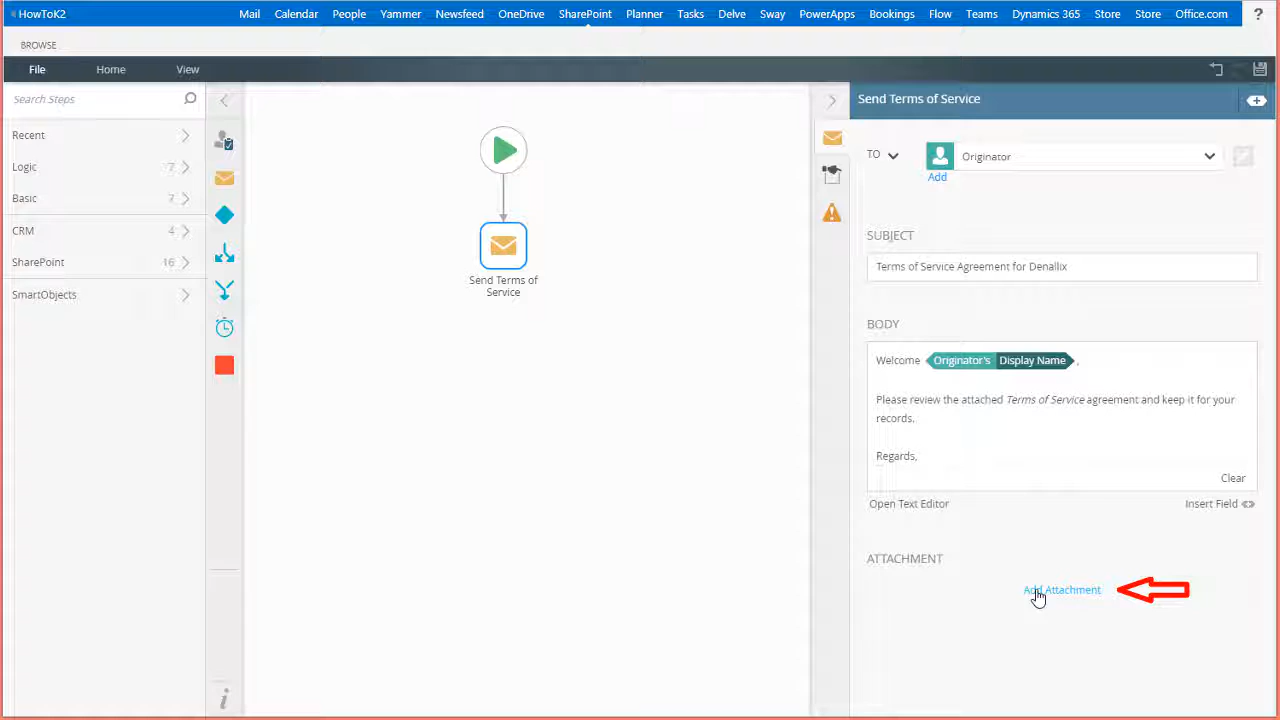 HowToK2 Mail Calendar People Yammer Newsfeed OneDrive SharePoint Planner Tasks Delve Sway PowerApps Bookings Flow Teams Dynamics 365 Store Store Office.com ?
BROWSE
File Home View
Search Steps
Recent
Logic 7
Basic 7
CRM 4
SharePoint 16
SmartObjects
Send Terms of
Service
Send Terms of Service
TO Originator
Add
SUBJECT
Terms of Service Agreement for Denallix
BODY
Welcome Originator's Display Name ,
Please review the attached Terms of Service agreement and keep it for your
records.
Regards,
Clear
Open Text Editor Insert Field
ATTACHMENT
Add Attachment